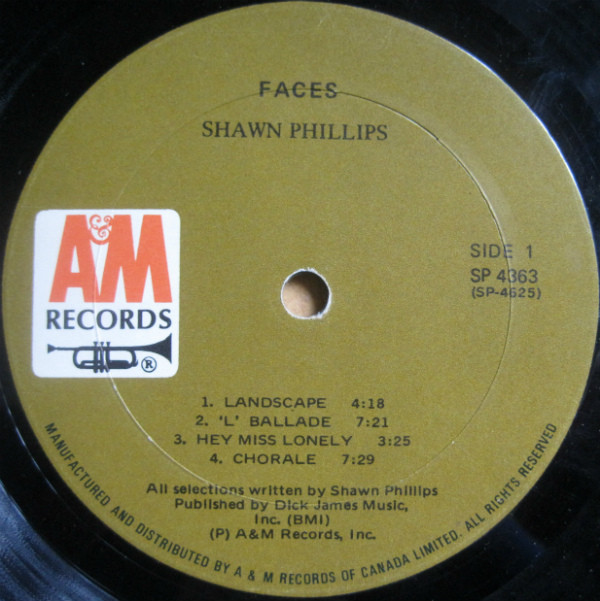 FACES
SHAWN PHILLIPS
A&M
RECORDS
®
SIDE 1
SP 4363
(SP-4625)
1. LANDSCAPE 4:18
2. 'L' BALLADE 7:21
3. HEY MISS LONELY 3:25
4. CHORALE 7:29
All selections written by Shawn Phillips
Published by Dick James Music,
Inc. (BMI)
(P) A&M Records, Inc.
MANUFACTURED AND DISTRIBUTED BY A & M RECORDS OF CANADA LIMITED. ALL RIGHTS RESERVED